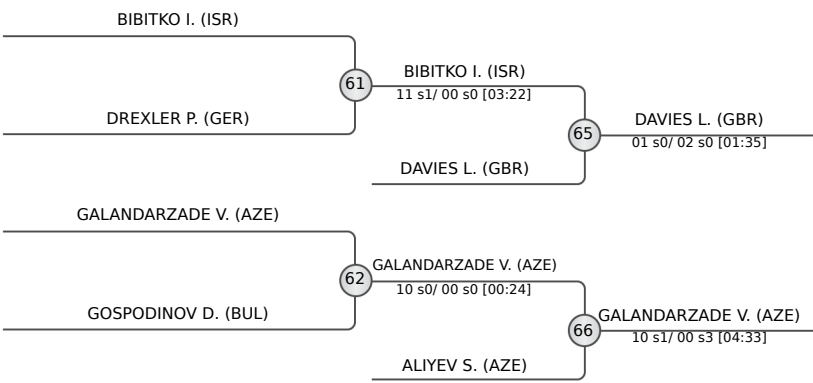 BIBITKO I. (ISR)
61
BIBITKO I. (ISR)
11 s1/ 00 s0 [03:22]
DREXLER P. (GER)
65
DAVIES L. (GBR)
01 s0/ 02 s0 [01:35]
DAVIES L. (GBR)
GALANDARZADE V. (AZE)
62
GALANDARZADE V. (AZE)
10 s0/ 00 s0 [00:24]
GOSPODINOV D. (BUL)
66
GALANDARZADE V. (AZE)
10 s1/ 00 s3 [04:33]
ALIYEV S. (AZE)